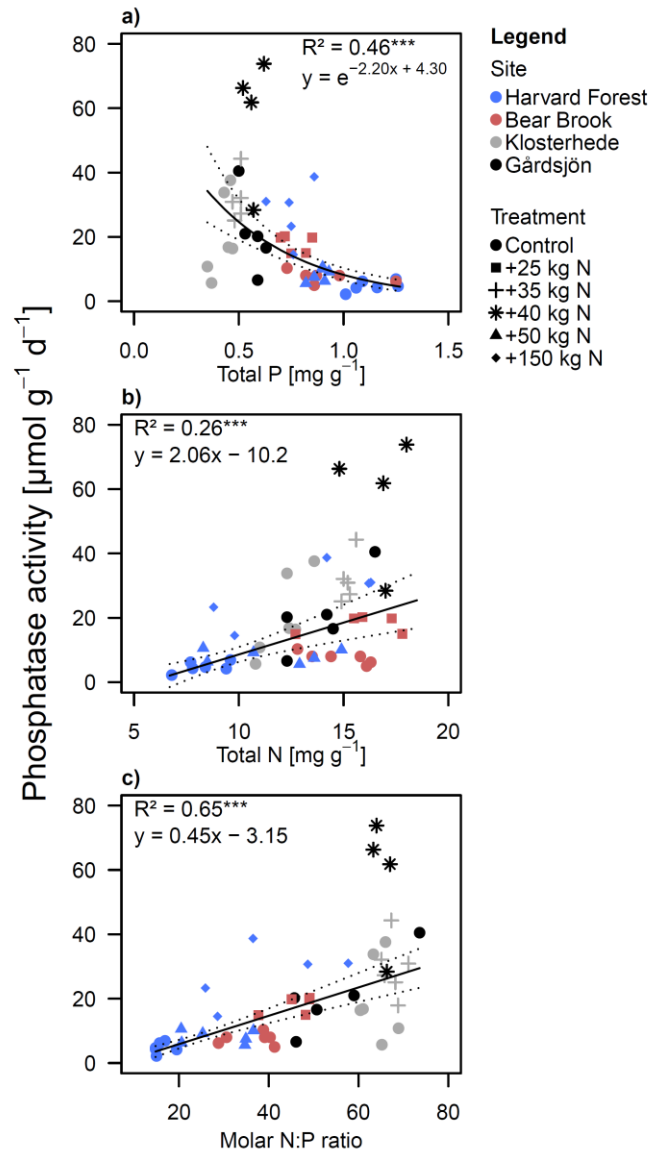 a)
R² = 0.46***
y = e^−2.20x + 4.30
80
60
40
20
0
0.0 0.5 1.0 1.5
Total P [mg g⁻¹]
b)
R² = 0.26***
y = 2.06x − 10.2
80
60
40
20
0
5 10 15 20
Total N [mg g⁻¹]
c)
R² = 0.65***
y = 0.45x − 3.15
80
60
40
20
0
20 40 60 80
Molar N:P ratio
Phosphatase activity [µmol g⁻¹ d⁻¹]
Legend
Site
Harvard Forest
Bear Brook
Klosterhede
Gårdsjön
Treatment
Control
+25 kg N
+35 kg N
+40 kg N
+50 kg N
+150 kg N